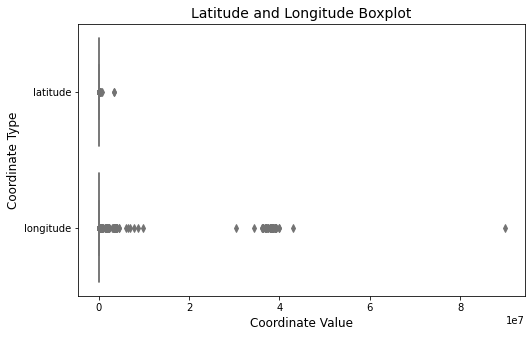 Latitude and Longitude Boxplot
Coordinate Type
latitude
longitude
0 2 4 6 8
1e7
Coordinate Value